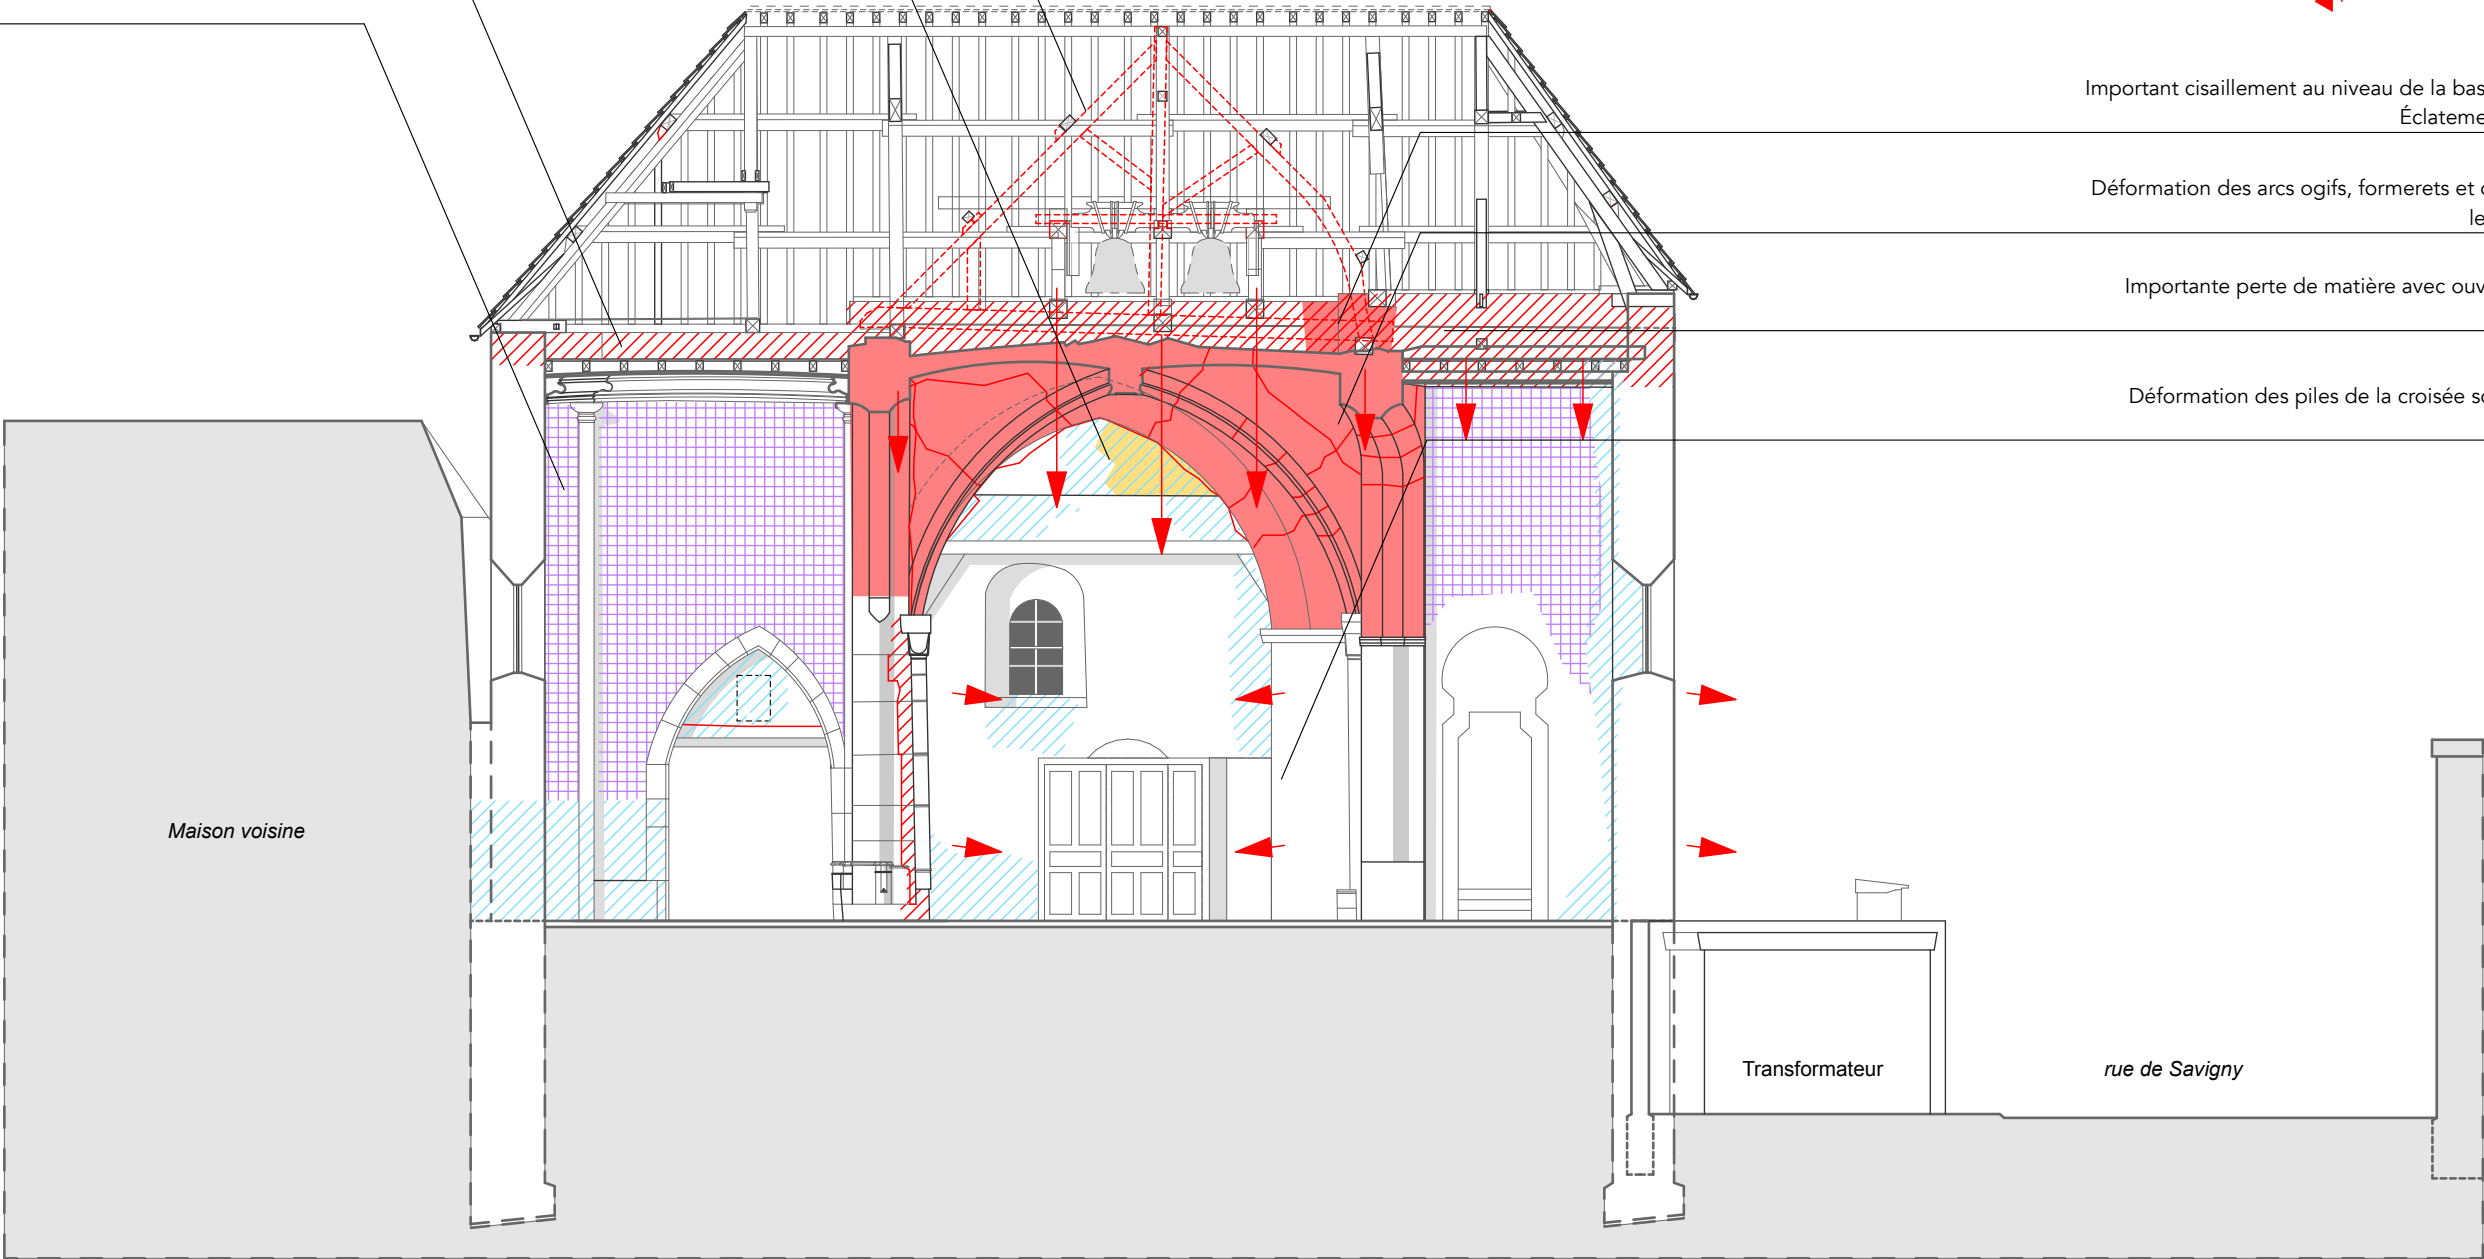 Important cisaillement au niveau de la bas
Éclateme
Déformation des arcs ogifs, formerets et
le
Importante perte de matière avec ouv
Déformation des piles de la croisée so
Maison voisine
Transformateur
rue de Savigny